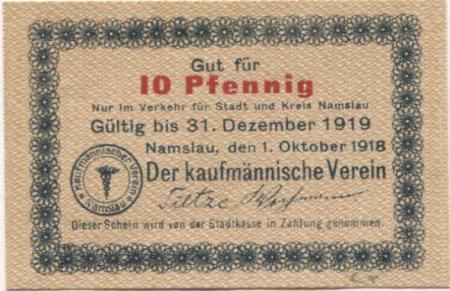 Gut für
10 Pfennig
Nur im Verkehr für Stadt und Kreis Namslau
Gültig bis 31. Dezember 1919
Namslau, den 1. Oktober 1918
Kaufmännischer Verein
Namslau
Der kaufmännische Verein
Tietze
Dieser Schein wird von der Stadtkasse in Zahlung genommen.